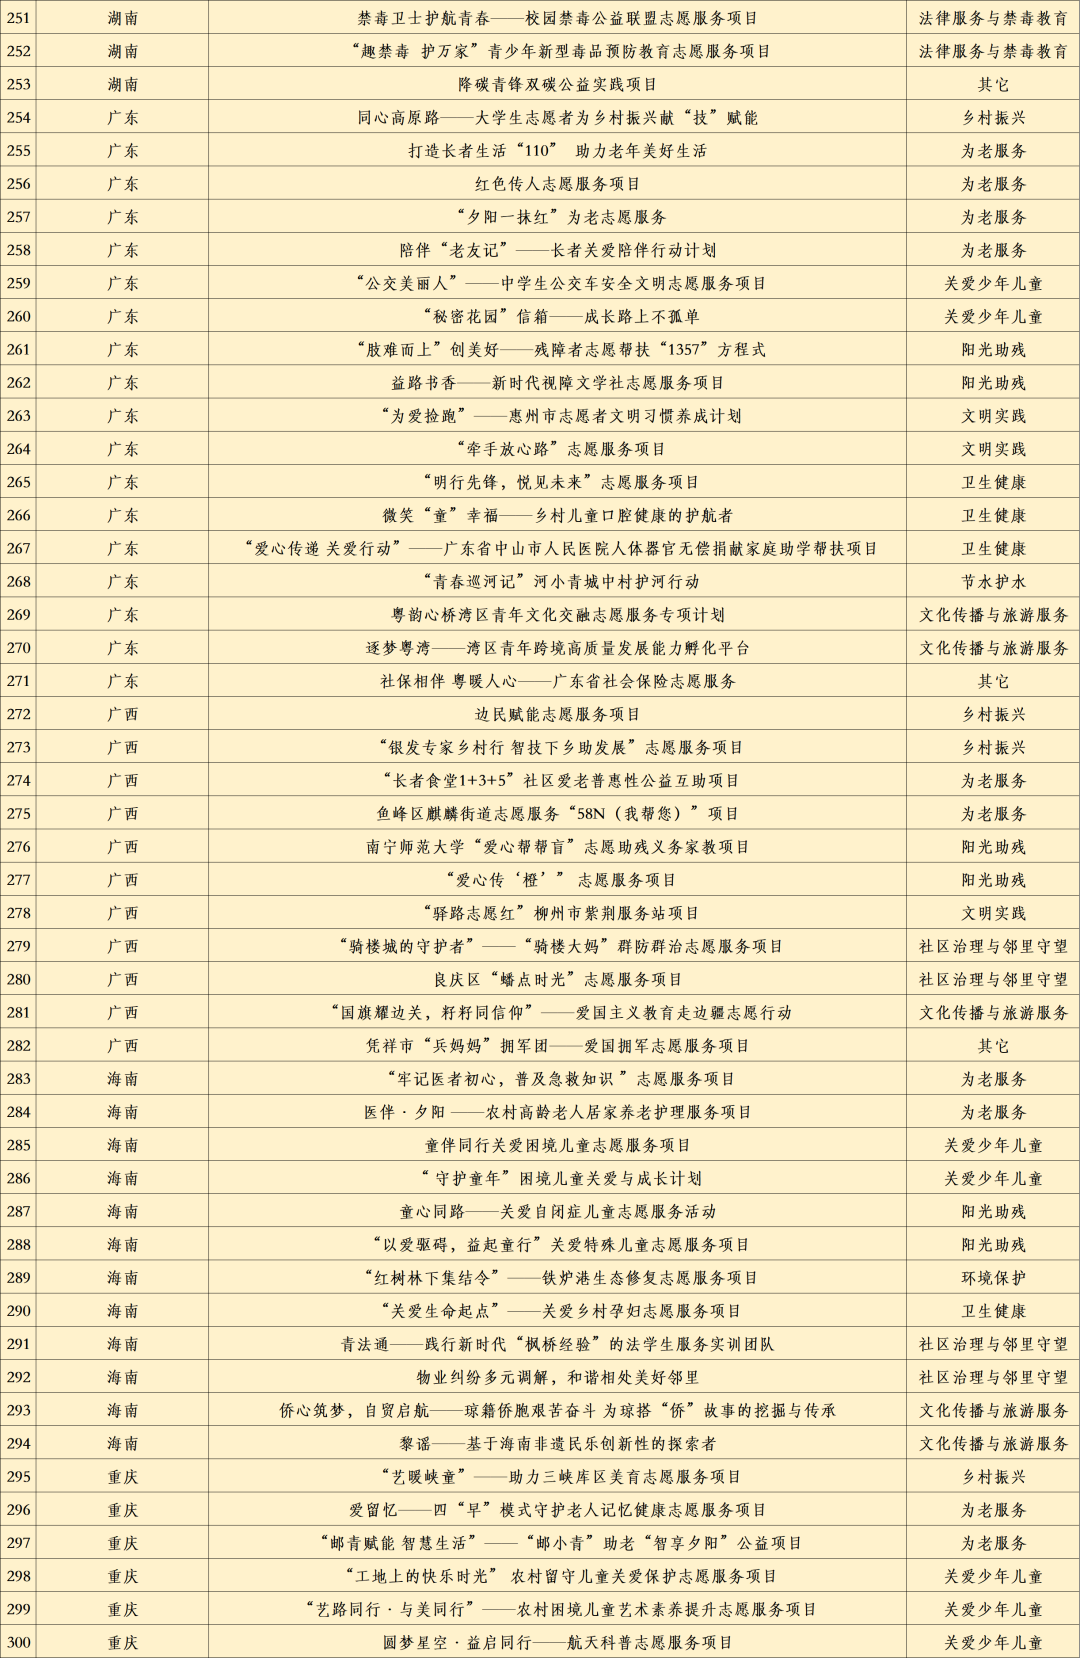 251 湖南 禁毒卫士护航青春——校园禁毒公益联盟志愿服务项目 法律服务与禁毒教育
252 湖南 “趣禁毒 护万家”青少年新型毒品预防教育志愿服务项目 法律服务与禁毒教育
253 湖南 降碳青锋双碳公益实践项目 其它
254 广东 同心高原路——大学生志愿者为乡村振兴献“技”赋能 乡村振兴
255 广东 打造长者生活“110” 助力老年美好生活 为老服务
256 广东 红色传人志愿服务项目 为老服务
257 广东 “夕阳一抹红”为老志愿服务 为老服务
258 广东 陪伴“老友记”——长者关爱陪伴行动计划 为老服务
259 广东 “公交美丽人”——中学生公交车安全文明志愿服务项目 关爱少年儿童
260 广东 “秘密花园”信箱——成长路上不孤单 关爱少年儿童
261 广东 “肢难而上”创美好——残障者志愿帮扶“1357”方程式 阳光助残
262 广东 益路书香——新时代视障文学社志愿服务项目 阳光助残
263 广东 “为爱捡跑”——惠州市志愿者文明习惯养成计划 文明实践
264 广东 “牵手放心路”志愿服务项目 文明实践
265 广东 “明行先锋，悦见未来”志愿服务项目 卫生健康
266 广东 微笑“童”幸福——乡村儿童口腔健康的护航者 卫生健康
267 广东 “爱心传递 关爱行动”——广东省中山市人民医院人体器官无偿捐献家庭助学帮扶项目 卫生健康
268 广东 “青春巡河记”河小青城中村护河行动 节水护水
269 广东 粤韵心桥湾区青年文化交融志愿服务专项计划 文化传播与旅游服务
270 广东 逐梦粤湾——湾区青年跨境高质量发展能力孵化平台 文化传播与旅游服务
271 广东 社保相伴 粤暖人心——广东省社会保险志愿服务 其它
272 广西 边民赋能志愿服务项目 乡村振兴
273 广西 “银发专家乡村行 智技下乡助发展”志愿服务项目 乡村振兴
274 广西 “长者食堂1+3+5”社区爱老普惠性公益互助项目 为老服务
275 广西 鱼峰区麒麟街道志愿服务“58N（我帮您）”项目 为老服务
276 广西 南宁师范大学“爱心帮帮盲”志愿助残义务家教项目 阳光助残
277 广西 “爱心传‘橙’” 志愿服务项目 阳光助残
278 广西 “驿路志愿红”柳州市紫荆服务站项目 文明实践
279 广西 “骑楼城的守护者”——“骑楼大妈”群防群治志愿服务项目 社区治理与邻里守望
280 广西 良庆区“蟠点时光”志愿服务项目 社区治理与邻里守望
281 广西 “国旗耀边关，籽籽同信仰”——爱国主义教育走边疆志愿行动 文化传播与旅游服务
282 广西 凭祥市“兵妈妈”拥军团——爱国拥军志愿服务项目 其它
283 海南 “牢记医者初心，普及急救知识 ”志愿服务项目 为老服务
284 海南 医伴·夕阳 ——农村高龄老人居家养老护理服务项目 为老服务
285 海南 童伴同行关爱困境儿童志愿服务项目 关爱少年儿童
286 海南 “ 守护童年”困境儿童关爱与成长计划 关爱少年儿童
287 海南 童心同路——关爱自闭症儿童志愿服务活动 阳光助残
288 海南 “以爱驱碍，益起童行”关爱特殊儿童志愿服务项目 阳光助残
289 海南 “红树林下集结令”——铁炉港生态修复志愿服务项目 环境保护
290 海南 “关爱生命起点”——关爱乡村孕妇志愿服务项目 卫生健康
291 海南 青法通——践行新时代“枫桥经验”的法学生服务实训团队 社区治理与邻里守望
292 海南 物业纠纷多元调解，和谐相处美好邻里 社区治理与邻里守望
293 海南 侨心筑梦，自贸启航——琼籍侨胞艰苦奋斗 为琼搭“侨”故事的挖掘与传承 文化传播与旅游服务
294 海南 黎谣——基于海南非遗民乐创新性的探索者 文化传播与旅游服务
295 重庆 “艺暖峡童”——助力三峡库区美育志愿服务项目 乡村振兴
296 重庆 爱留忆——四“早”模式守护老人记忆健康志愿服务项目 为老服务
297 重庆 “邮青赋能 智慧生活”——“邮小青”助老“智享夕阳”公益项目 为老服务
298 重庆 “工地上的快乐时光” 农村留守儿童关爱保护志愿服务项目 关爱少年儿童
299 重庆 “艺路同行·与美同行”——农村困境儿童艺术素养提升志愿服务项目 关爱少年儿童
300 重庆 圆梦星空·益启同行——航天科普志愿服务项目 关爱少年儿童